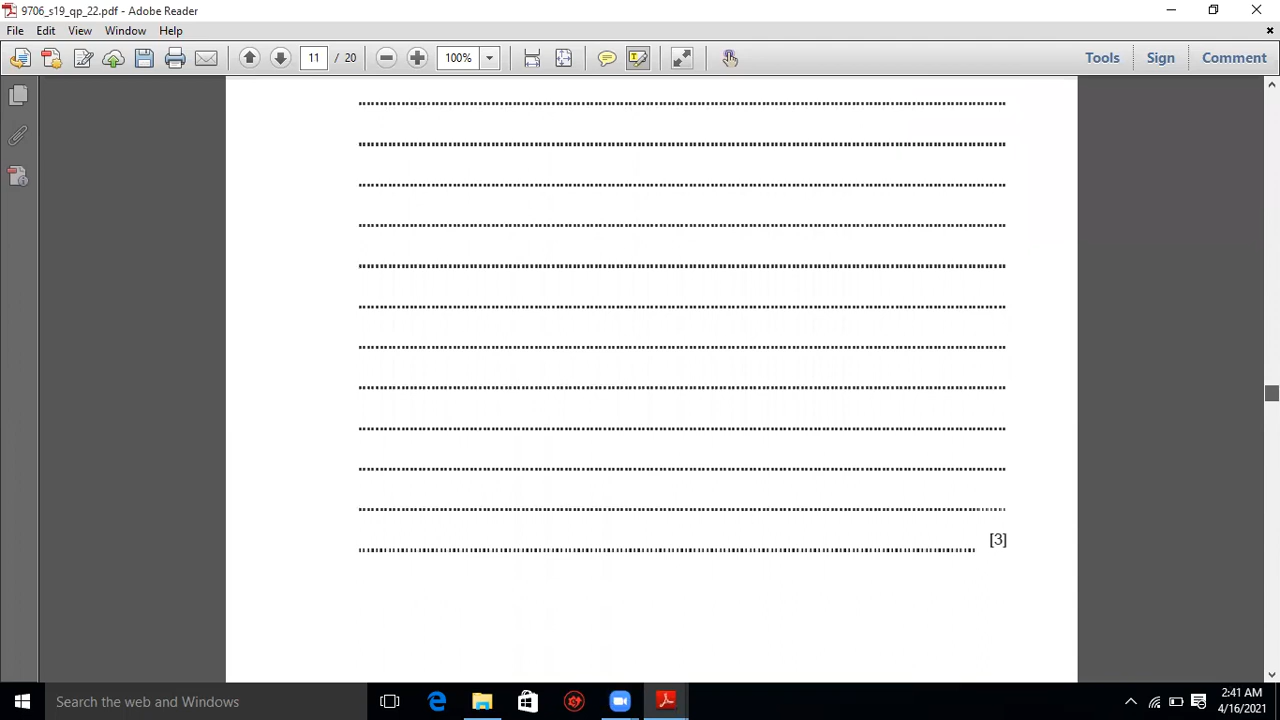 9706_s19_qp_22.pdf - Adobe Reader
File Edit View Window Help
11 / 20 100% Tools Sign Comment
[3]
Search the web and Windows
2:41 AM
4/16/2021